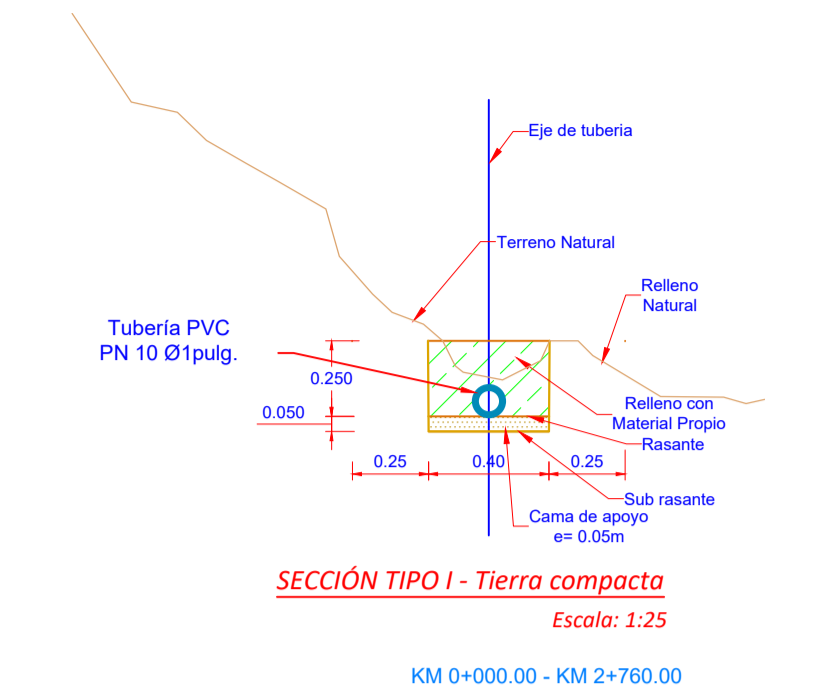 Eje de tuberia
Terreno Natural
Relleno
Natural
Tubería PVC
PN 10 Ø1pulg.
0.250
0.050
Relleno con
Material Propio
Rasante
0.25
0.40
0.25
Sub rasante
Cama de apoyo
e= 0.05m
SECCIÓN TIPO I - Tierra compacta
Escala: 1:25
KM 0+000.00 - KM 2+760.00